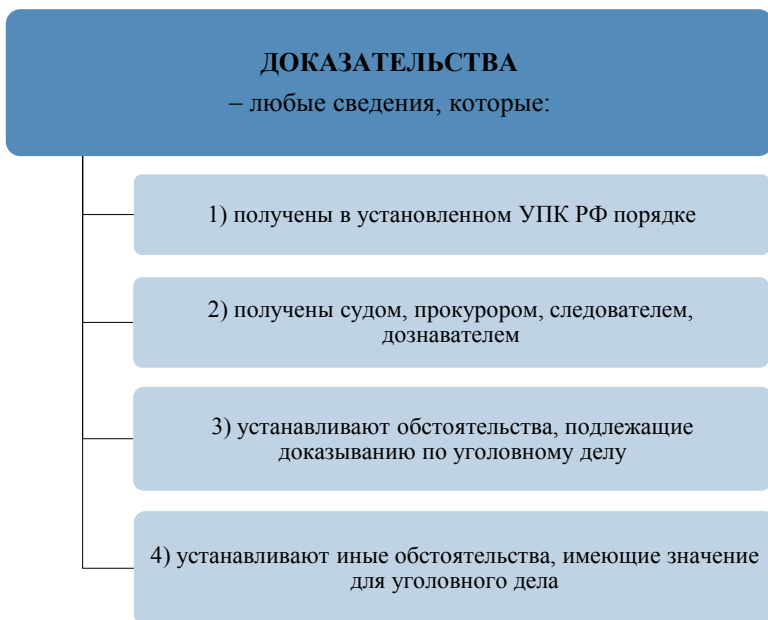 ДОКАЗАТЕЛЬСТВА
– любые сведения, которые:
1) получены в установленном УПК РФ порядке
2) получены судом, прокурором, следователем,
дознавателем
3) устанавливают обстоятельства, подлежащие
доказыванию по уголовному делу
4) устанавливают иные обстоятельства, имеющие значение
для уголовного дела